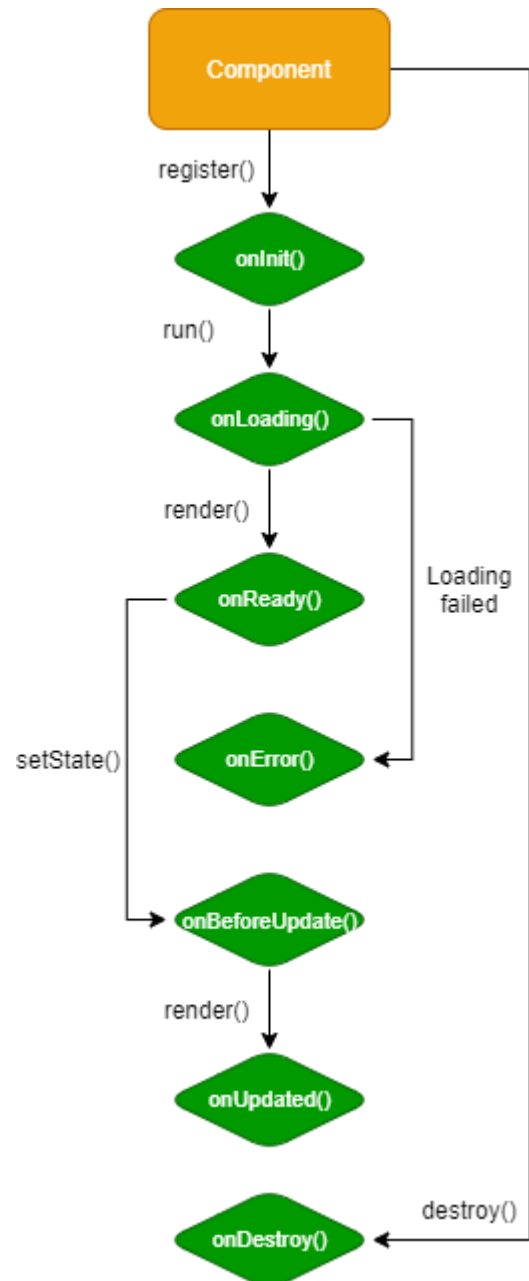 Component
register()
onInit()
run()
onLoading()
render()
onReady()
Loading
failed
setState()
onError()
onBeforeUpdate()
render()
onUpdated()
destroy()
onDestroy()